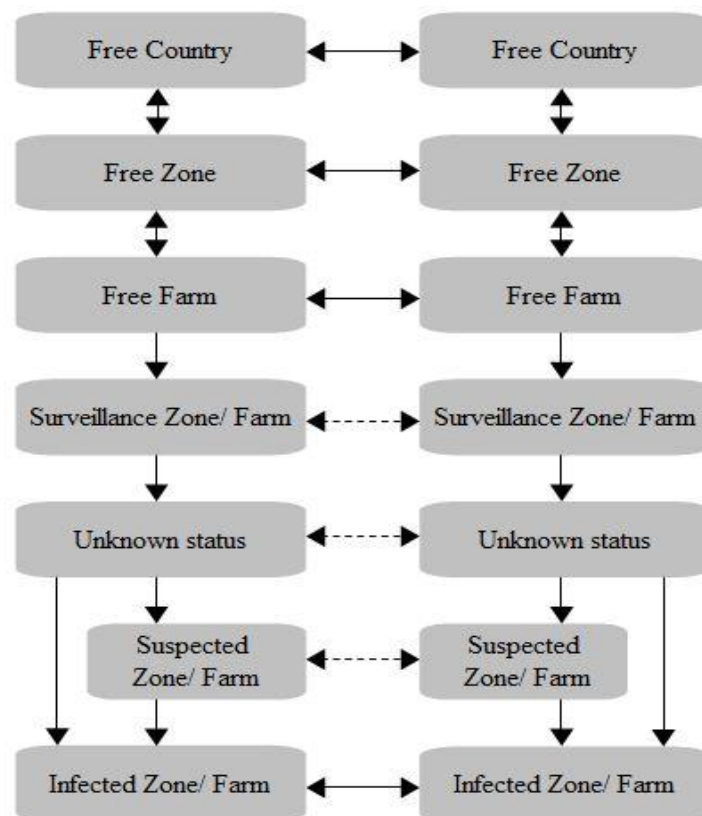 Free Country
Free Country
Free Zone
Free Zone
Free Farm
Free Farm
Surveillance Zone/ Farm
Surveillance Zone/ Farm
Unknown status
Unknown status
Suspected
Zone/ Farm
Suspected
Zone/ Farm
Infected Zone/ Farm
Infected Zone/ Farm